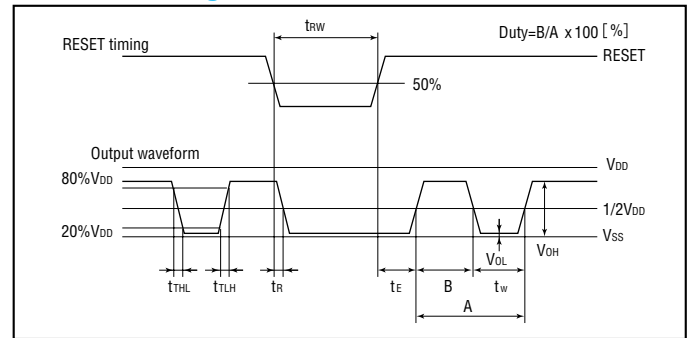 tRW
Duty=B/A x100 [%]
RESET timing
RESET
50%
Output waveform
VDD
80%VDD
1/2VDD
20%VDD
VSS
VOL
VOH
tTHL
tTLH
tR
tE
B
tw
A